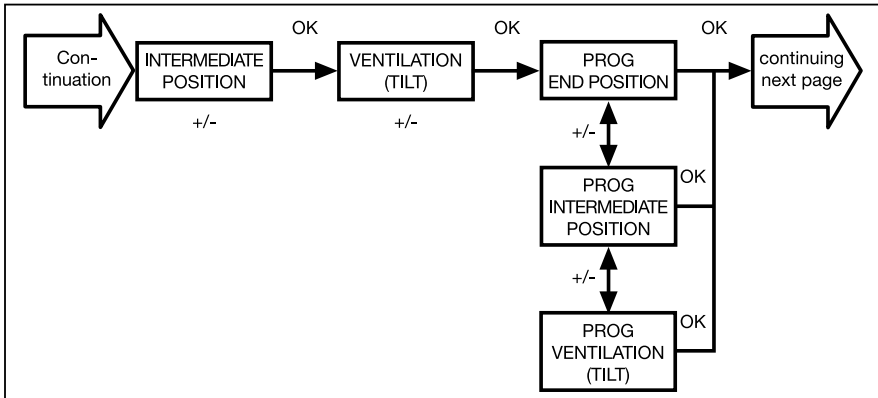 Con-
tinuation
INTERMEDIATE
POSITION
+/-
OK
VENTILATION
(TILT)
+/-
OK
PROG
END POSITION
OK
continuing
next page
+/-
PROG
INTERMEDIATE
POSITION
OK
+/-
PROG
VENTILATION
(TILT)
OK